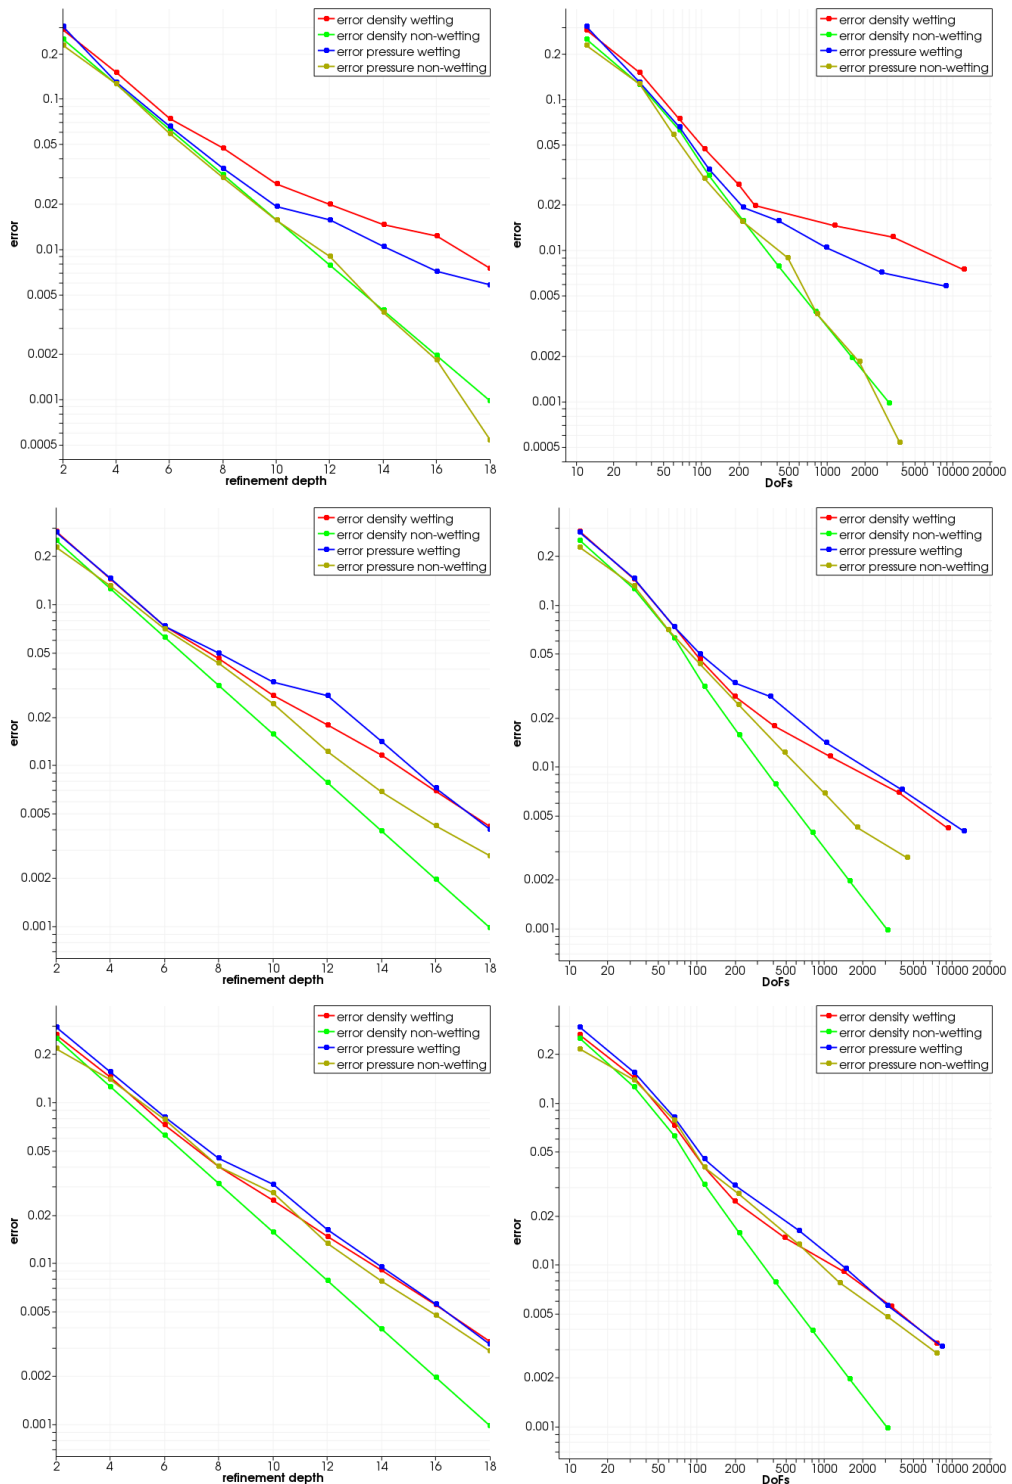 error density wetting
error density non-wetting
error pressure wetting
error pressure non-wetting
0.2
0.1
0.05
0.02
0.01
0.005
0.002
0.001
0.0005
error
2 4 6 8 10 12 14 16 18
refinement depth
error density wetting
error density non-wetting
error pressure wetting
error pressure non-wetting
0.2
0.1
0.05
0.02
0.01
0.005
0.002
0.001
0.0005
error
10 20 50 100 200 500 1000 2000 5000 10000 20000
DoFs
error density wetting
error density non-wetting
error pressure wetting
error pressure non-wetting
0.2
0.1
0.05
0.02
0.01
0.005
0.002
0.001
error
2 4 6 8 10 12 14 16 18
refinement depth
error density wetting
error density non-wetting
error pressure wetting
error pressure non-wetting
0.2
0.1
0.05
0.02
0.01
0.005
0.002
0.001
error
10 20 50 100 200 500 1000 2000 5000 10000 20000
DoFs
error density wetting
error density non-wetting
error pressure wetting
error pressure non-wetting
0.2
0.1
0.05
0.02
0.01
0.005
0.002
0.001
error
2 4 6 8 10 12 14 16 18
refinement depth
error density wetting
error density non-wetting
error pressure wetting
error pressure non-wetting
0.2
0.1
0.05
0.02
0.01
0.005
0.002
0.001
error
10 20 50 100 200 500 1000 2000 5000 10000 20000
DoFs